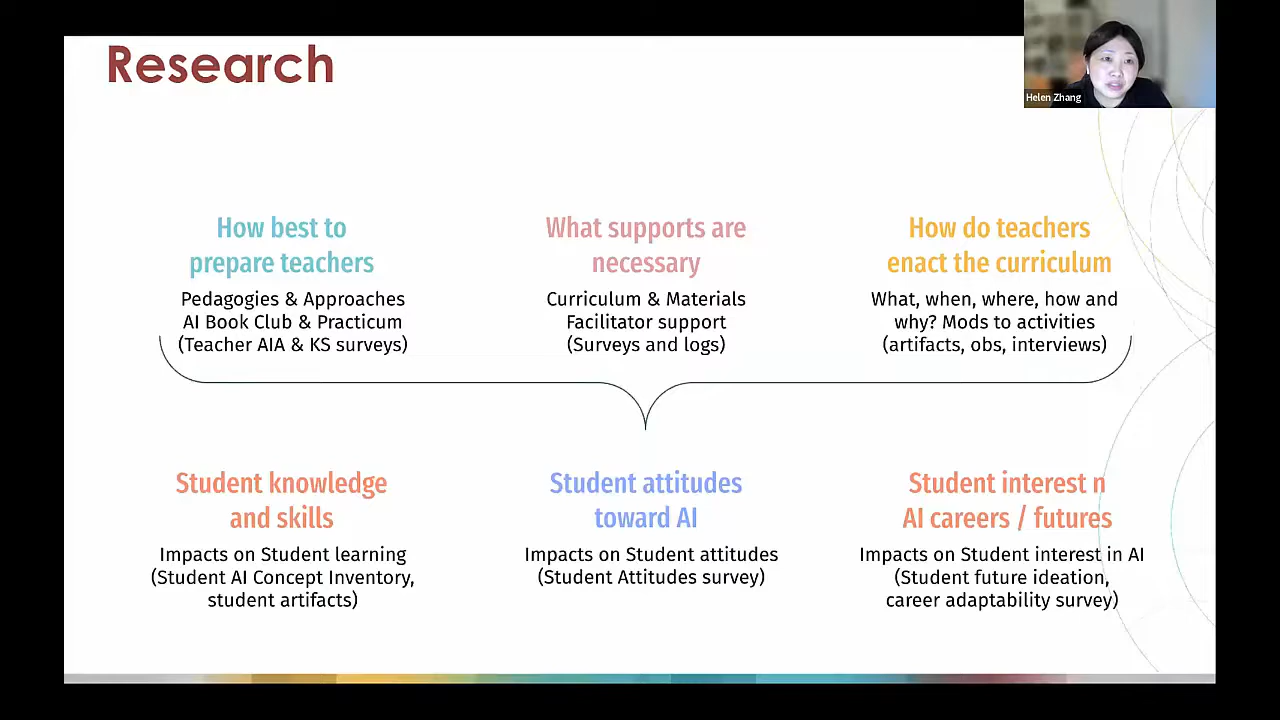 Research
Helen Zhang
How best to
prepare teachers
Pedagogies & Approaches
AI Book Club & Practicum
(Teacher AIA & KS surveys)
What supports are
necessary
Curriculum & Materials
Facilitator support
(Surveys and logs)
How do teachers
enact the curriculum
What, when, where, how and
why? Mods to activities
(artifacts, obs, interviews)
Student knowledge
and skills
Impacts on Student learning
(Student AI Concept Inventory,
student artifacts)
Student attitudes
toward AI
Impacts on Student attitudes
(Student Attitudes survey)
Student interest n
AI careers / futures
Impacts on Student interest in AI
(Student future ideation,
career adaptability survey)